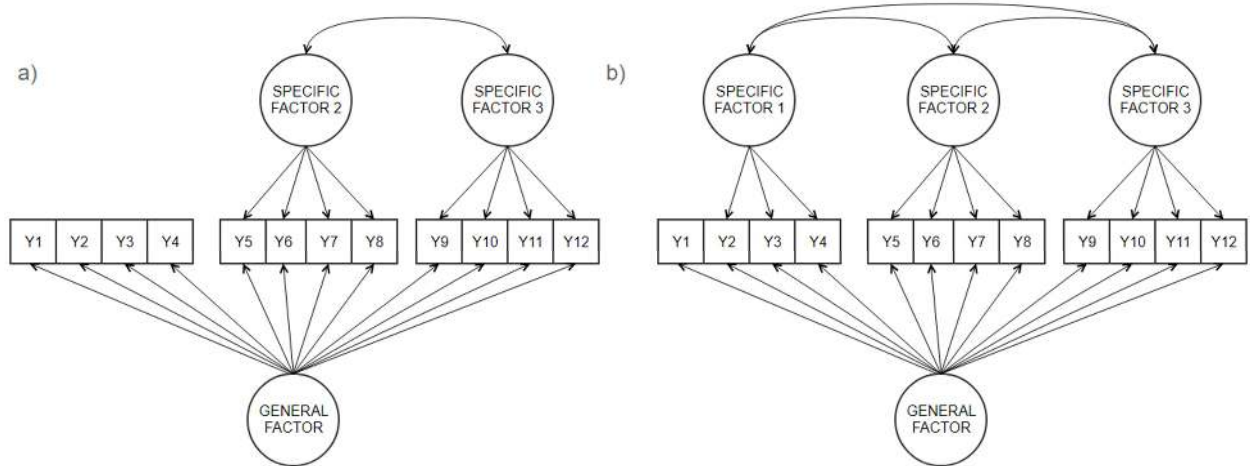 a)
SPECIFIC
FACTOR 2
SPECIFIC
FACTOR 3
Y1 Y2 Y3 Y4 Y5 Y6 Y7 Y8 Y9 Y10 Y11 Y12
GENERAL
FACTOR
b)
SPECIFIC
FACTOR 1
SPECIFIC
FACTOR 2
SPECIFIC
FACTOR 3
Y1 Y2 Y3 Y4 Y5 Y6 Y7 Y8 Y9 Y10 Y11 Y12
GENERAL
FACTOR